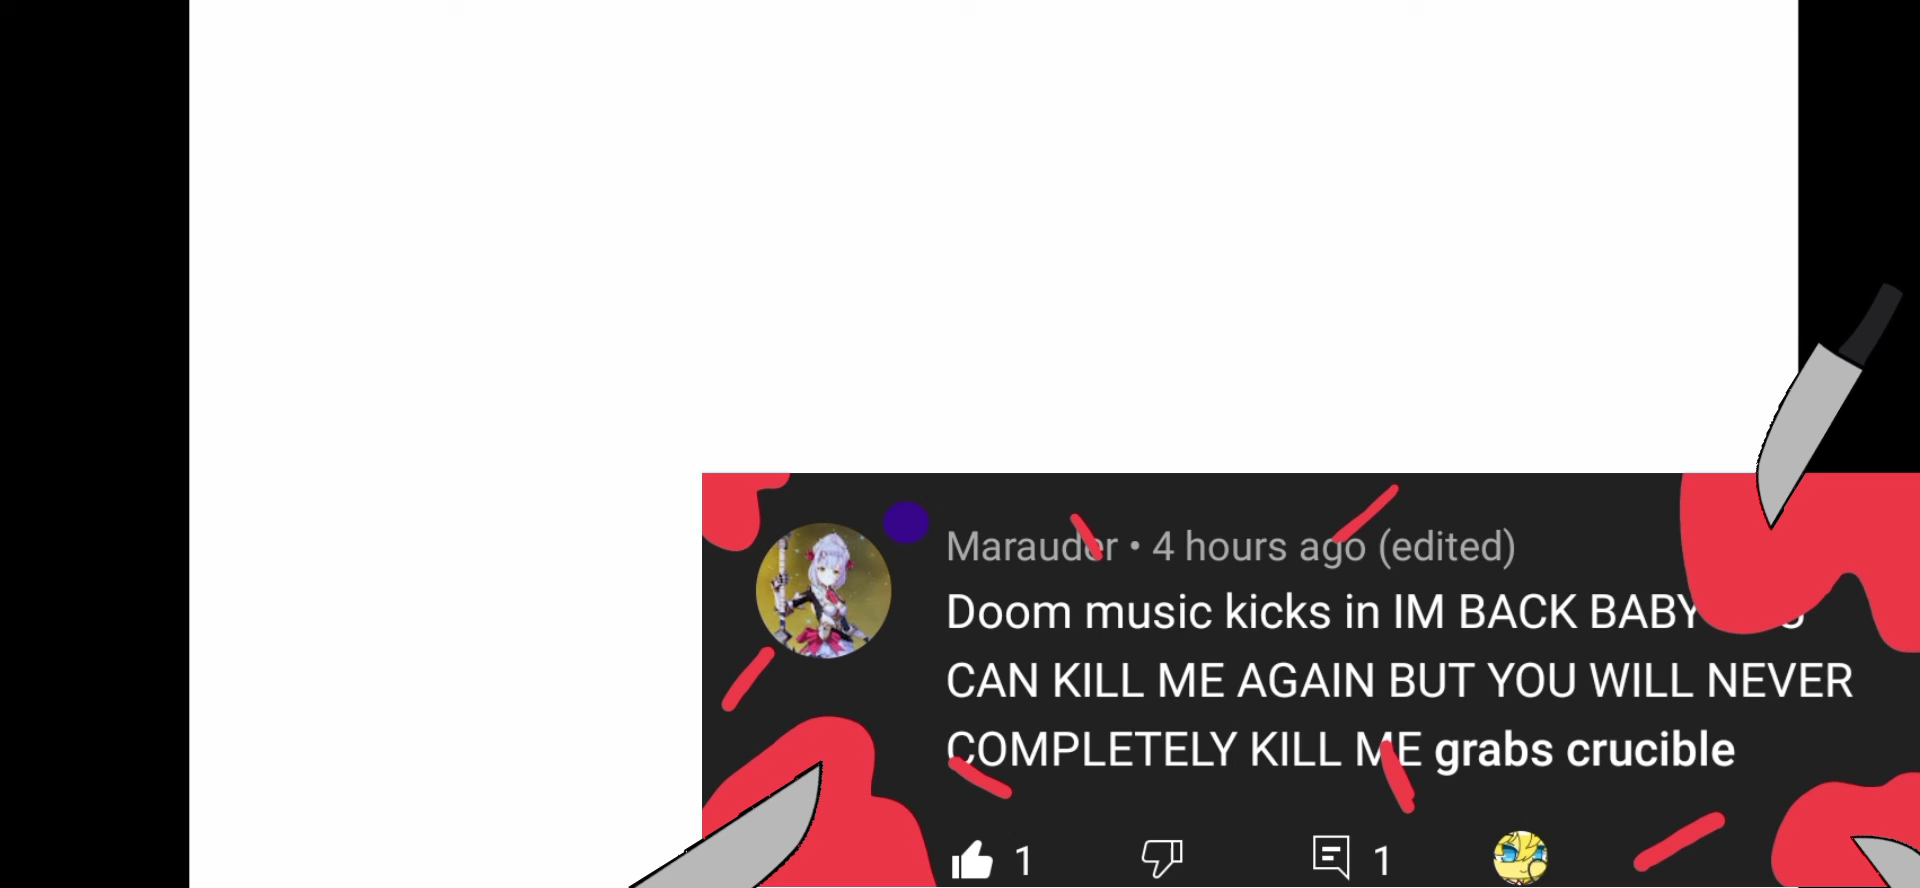 Marauder • 4 hours ago (edited)
Doom music kicks in IM BACK BABY
CAN KILL ME AGAIN BUT YOU WILL NEVER
COMPLETELY KILL ME grabs crucible
1 1